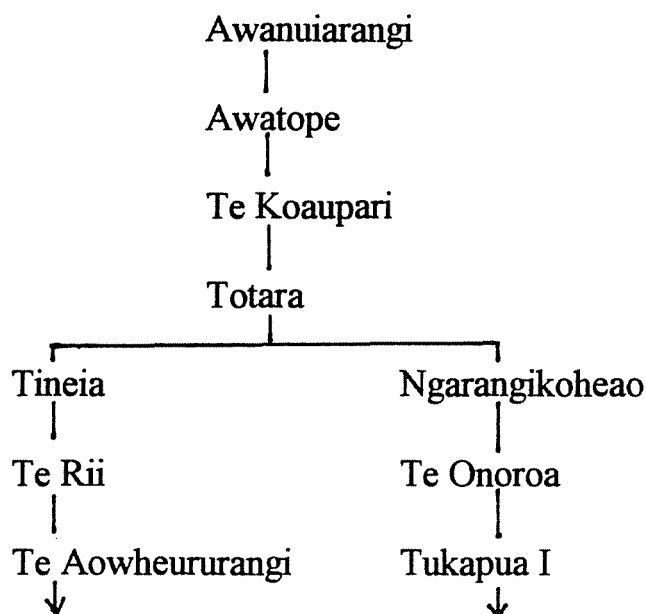 Awanuiarangi
Awatope
Te Koaupari
Totara
Tineia Ngarangikoheao
Te Rii Te Onoroa
Te Aowheururangi Tukapua I